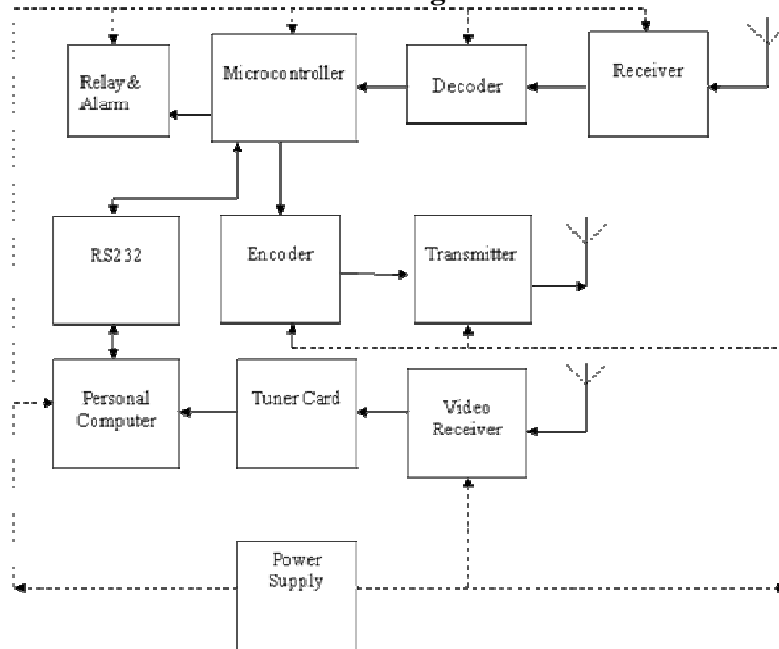 Relay &
Alarm
Microcontroller
Decoder
Receiver
RS232
Encoder
Transmitter
Personal
Computer
Tuner Card
Video
Receiver
Power
Supply